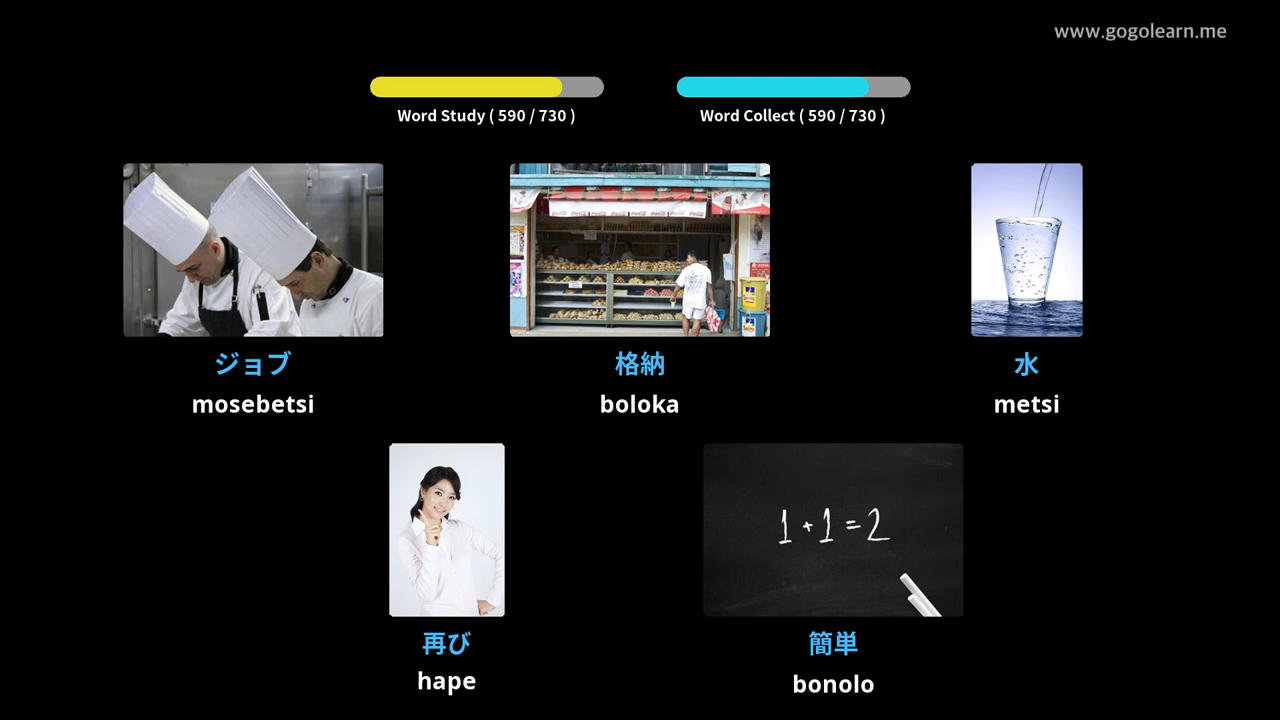 www.gogolearn.me
Word Study ( 590 / 730 )
Word Collect ( 590 / 730 )
ジョブ
mosebetsi
格納
boloka
水
metsi
1 + 1 = 2
再び
hape
簡単
bonolo